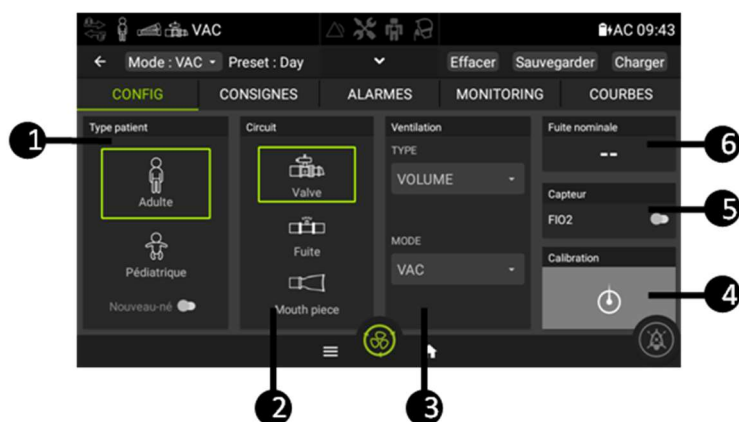 VAC
AC 09:43
Mode : VAC
Preset : Day
Effacer
Sauvegarder
Charger
CONFIG
CONSIGNES
ALARMES
MONITORING
COURBES
1
Type patient
Adulte
Pédiatrique
Nouveau-né
Circuit
Valve
Fuite
Mouth piece
2
Ventilation
TYPE
VOLUME
MODE
VAC
3
Fuite nominale
--
6
Capteur
FIO2
5
Calibration
4